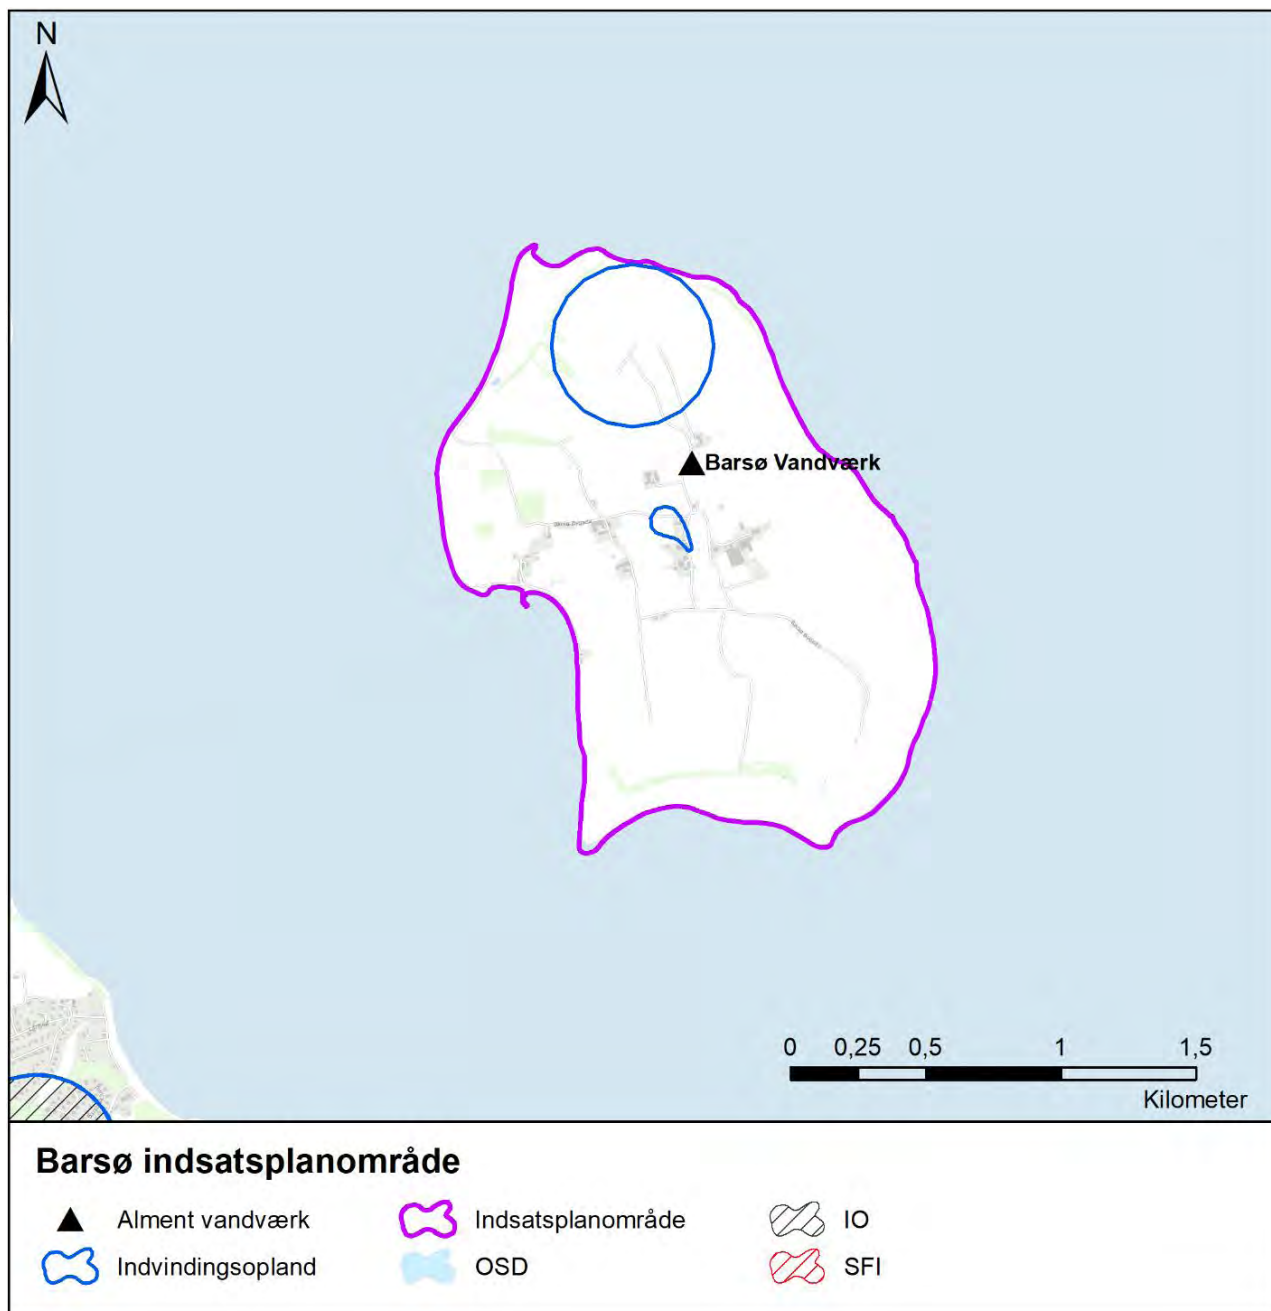 N
Barsø Vandværk
0 0,25 0,5 1 1,5
Kilometer
Barsø indsatsplanområde
Alment vandværk
Indsatsplanområde
IO
Indvindingsopland
OSD
SFI